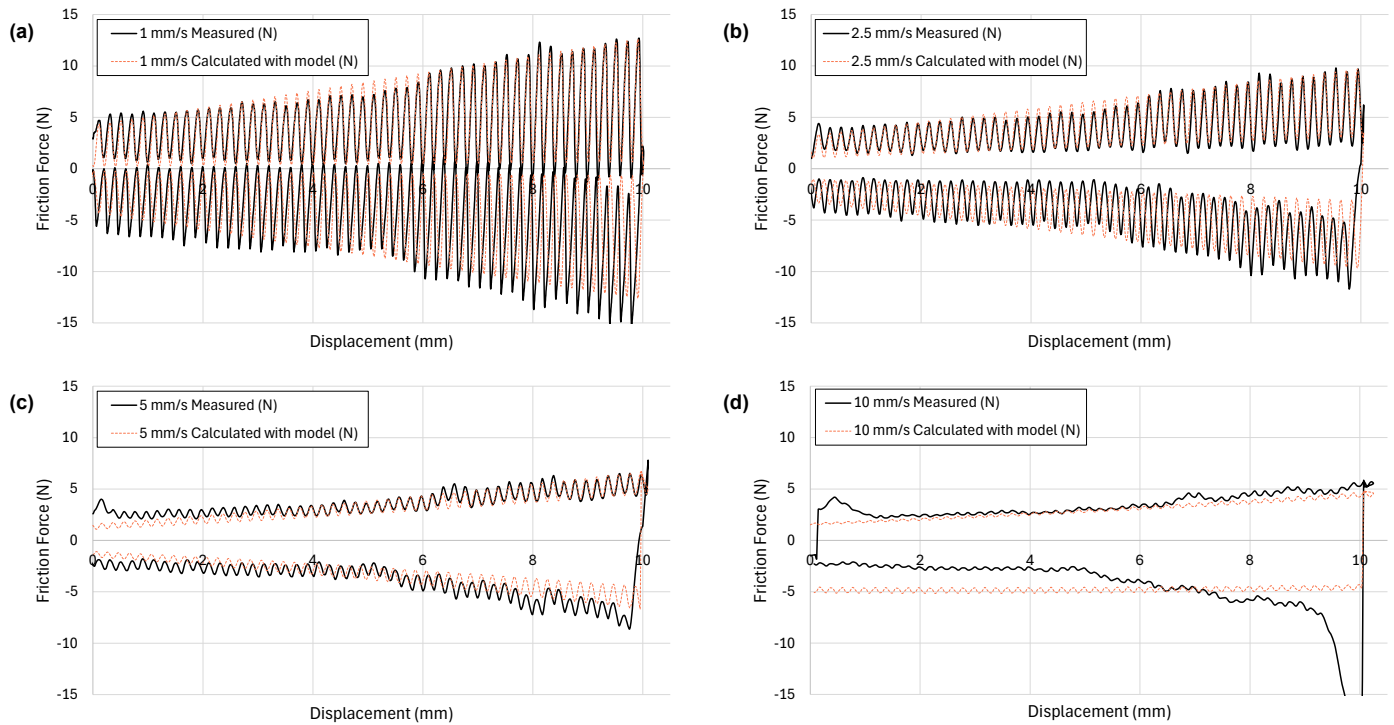 (a)
15
10
5
0
-5
-10
-15
Friction Force (N)
1 mm/s Measured (N)
1 mm/s Calculated with model (N)
0 2 4 6 8 10
Displacement (mm)
(b)
15
10
5
0
-5
-10
-15
Friction Force (N)
2.5 mm/s Measured (N)
2.5 mm/s Calculated with model (N)
0 2 4 6 8 10
Displacement (mm)
(c)
15
10
5
0
-5
-10
-15
Friction Force (N)
5 mm/s Measured (N)
5 mm/s Calculated with model (N)
0 2 4 6 8 10
Displacement (mm)
(d)
15
10
5
0
-5
-10
-15
Friction Force (N)
10 mm/s Measured (N)
10 mm/s Calculated with model (N)
0 2 4 6 8 10
Displacement (mm)